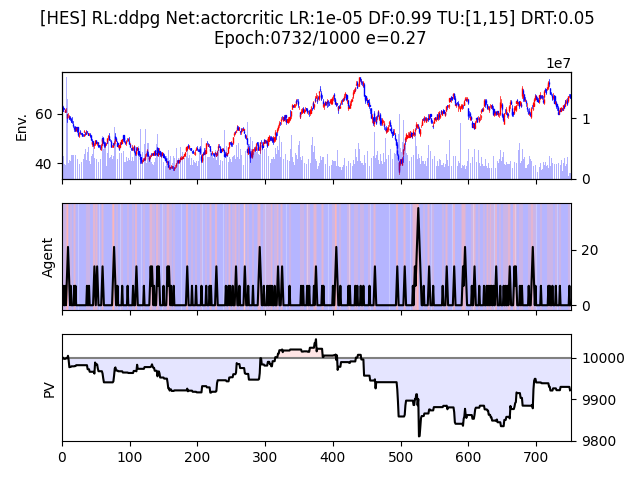 [HES] RL:ddpg Net:actorcritic LR:1e-05 DF:0.99 TU:[1,15] DRT:0.05
Epoch:0732/1000 e=0.27
1e7
Env.
60
40
1
0
Agent
20
0
PV
10000
9900
9800
0 100 200 300 400 500 600 700